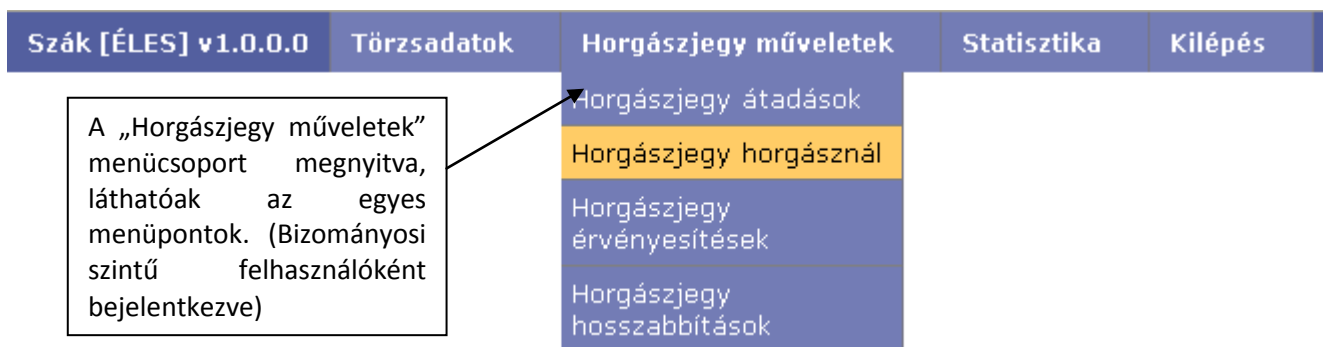 Szák [ÉLES] v1.0.0.0 Törzsadatok Horgászjegy műveletek Statisztika Kilépés
Horgászjegy átadások
Horgászjegy horgásznál
Horgászjegy
érvényesítések
Horgászjegy
hosszabbítások
A „Horgászjegy műveletek”
menücsoport megnyitva,
láthatóak az egyes
menüpontok. (Bizományosi
szintű felhasználóként
bejelentkezve)